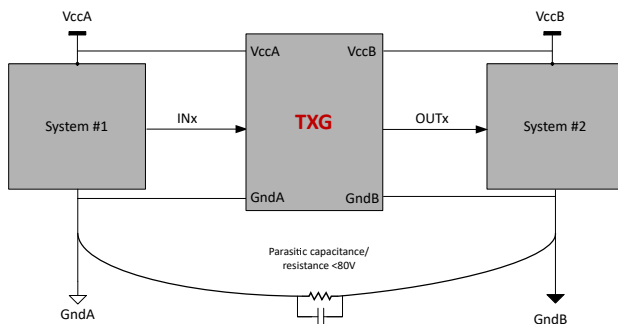 VccA
VccB
VccA
VccB
System #1
INx
TXG
OUTx
System #2
GndA
GndB
Parasitic capacitance/
resistance <80V
GndA
GndB